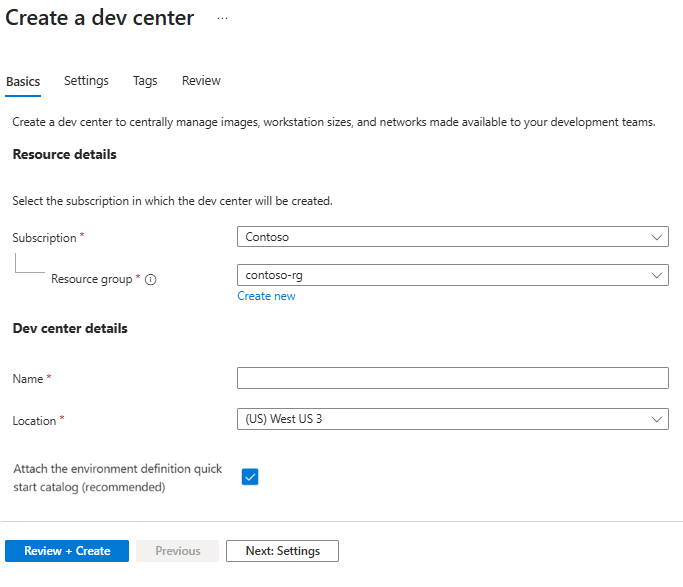 Create a dev center ...
Basics Settings Tags Review
Create a dev center to centrally manage images, workstation sizes, and networks made available to your development teams.
Resource details
Select the subscription in which the dev center will be created.
Subscription * Contoso
Resource group * contoso-rg
Create new
Dev center details
Name *
Location * (US) West US 3
Attach the environment definition quick
start catalog (recommended)
Review + Create Previous Next: Settings